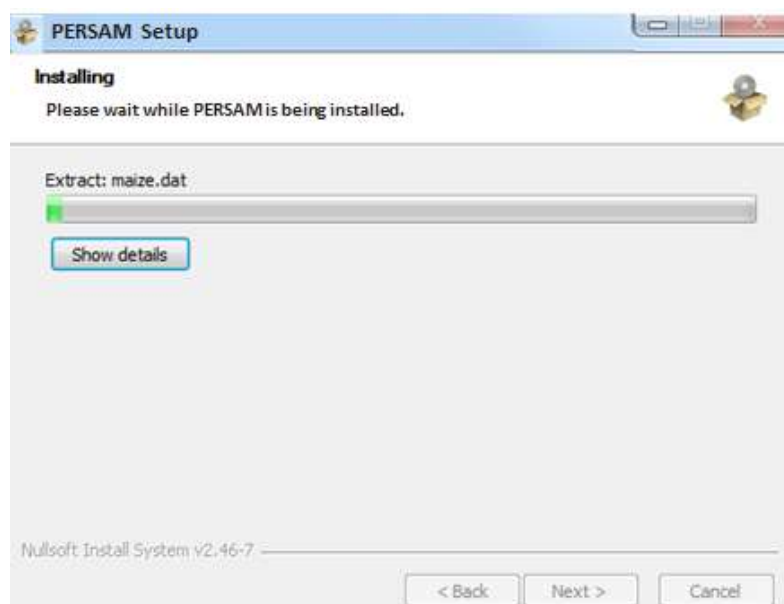 PERSAM Setup
Installing
Please wait while PERSAM is being installed.
Extract: maize.dat
Show details
Nullsoft Install System v2.46-7
< Back
Next >
Cancel